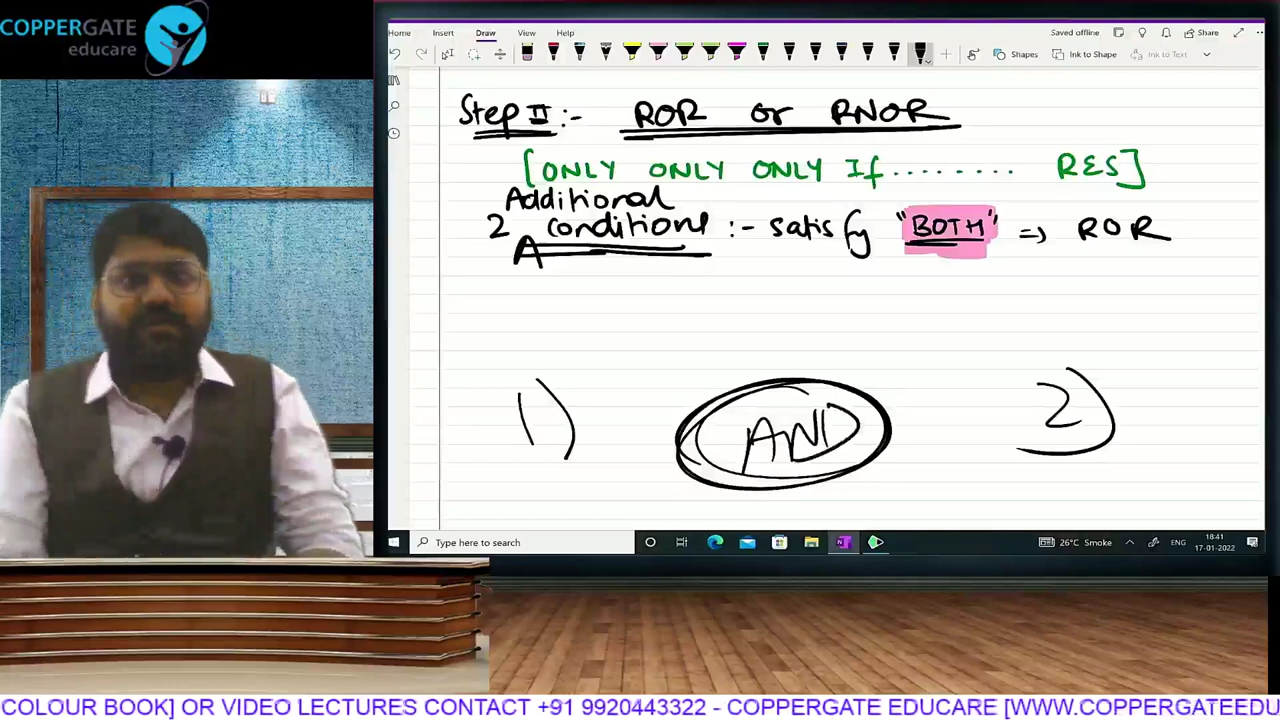 COPPERGATE
educare
Home Insert Draw View Help
Saved offline
Share
Shapes
Ink to Shape
Ink to Text
Step II :- ROR or RNOR
[ONLY ONLY ONLY If........ RES]
Additional
2 conditions :- satisfy "BOTH" => ROR
A
1) AND 2)
Type here to search
26°C Smoke
ENG
18:41
17-01-2022
COLOUR BOOK] OR VIDEO LECTURES CONTACT +91 9920443322 - COPPERGATE EDUCARE [WWW.COPPERGATEEDU